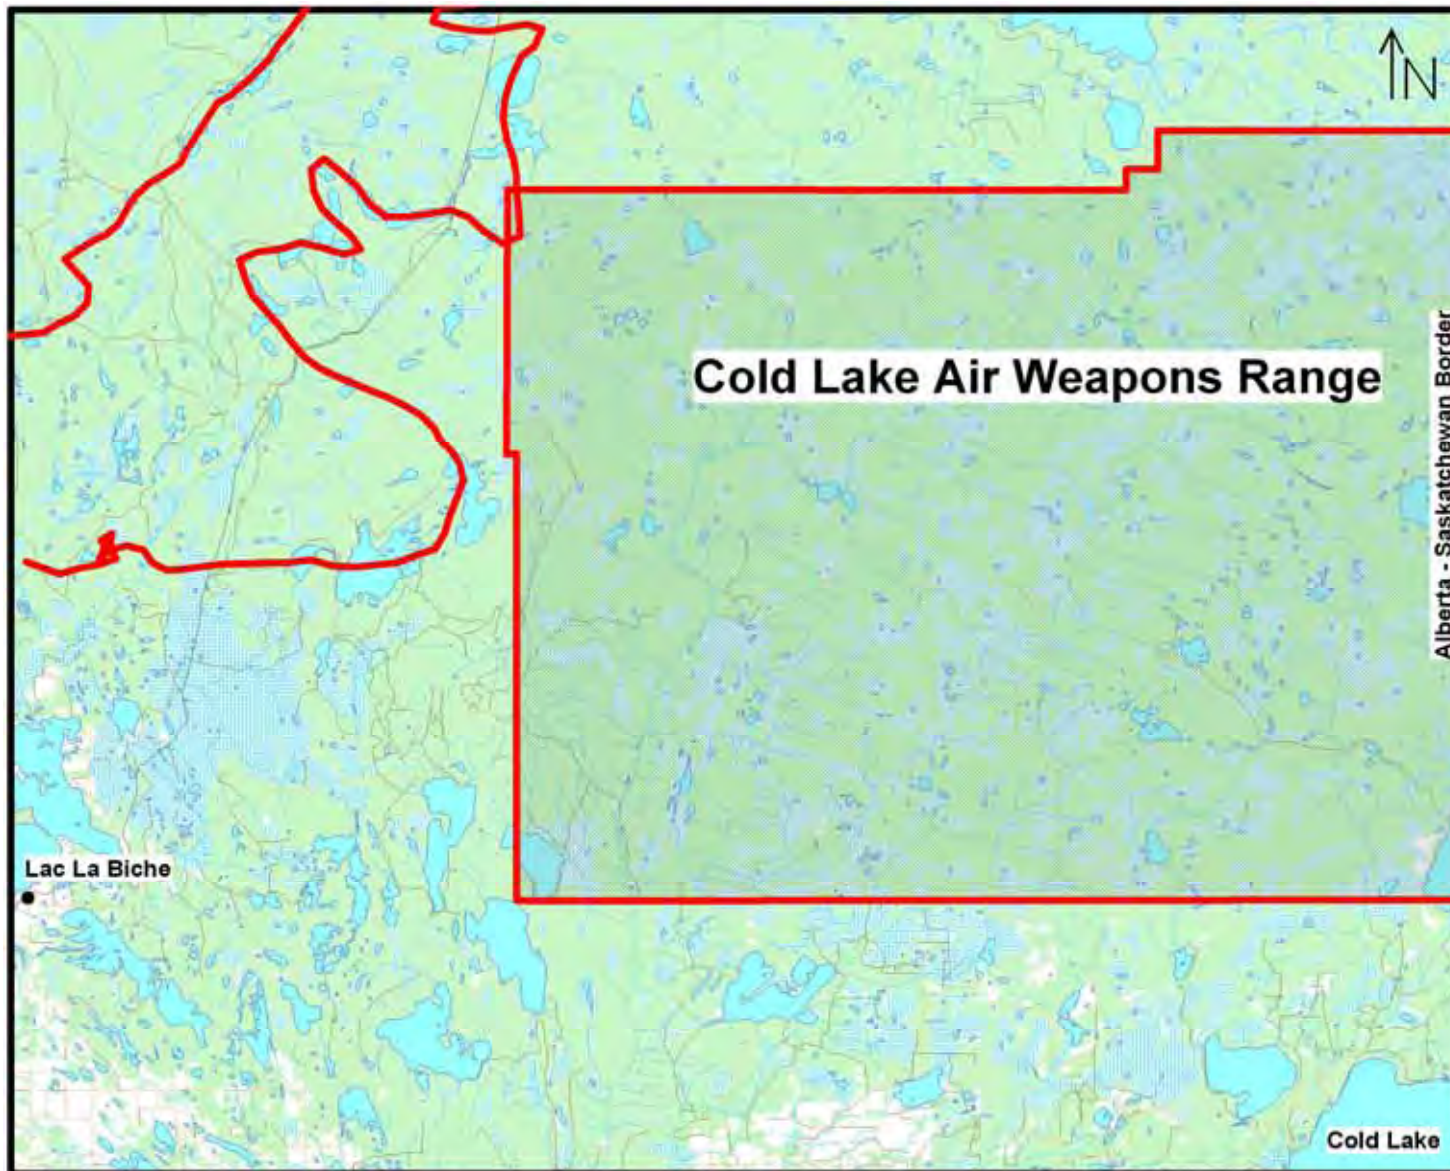 N
Cold Lake Air Weapons Range
Alberta - Saskatchewan Border
Lac La Biche
Cold Lake